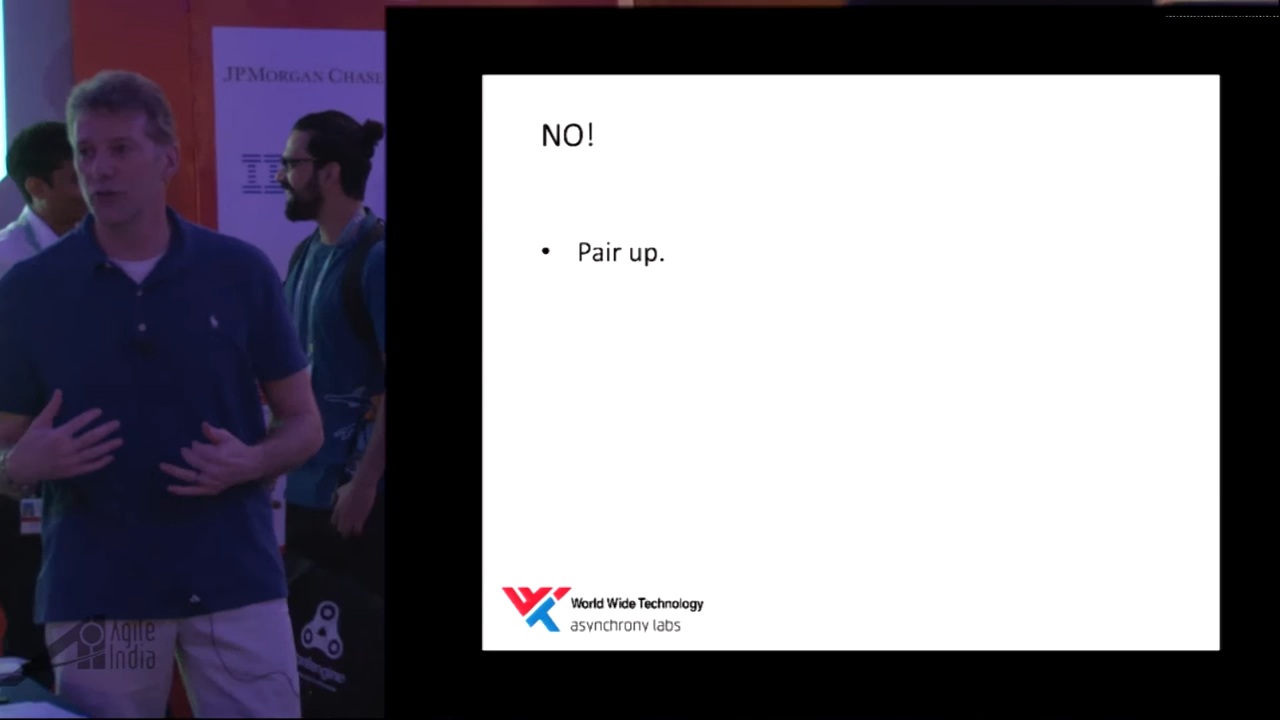 JPMORGAN CHASE
NO!
• Pair up.
World Wide Technology
asynchrony labs
Agile
India